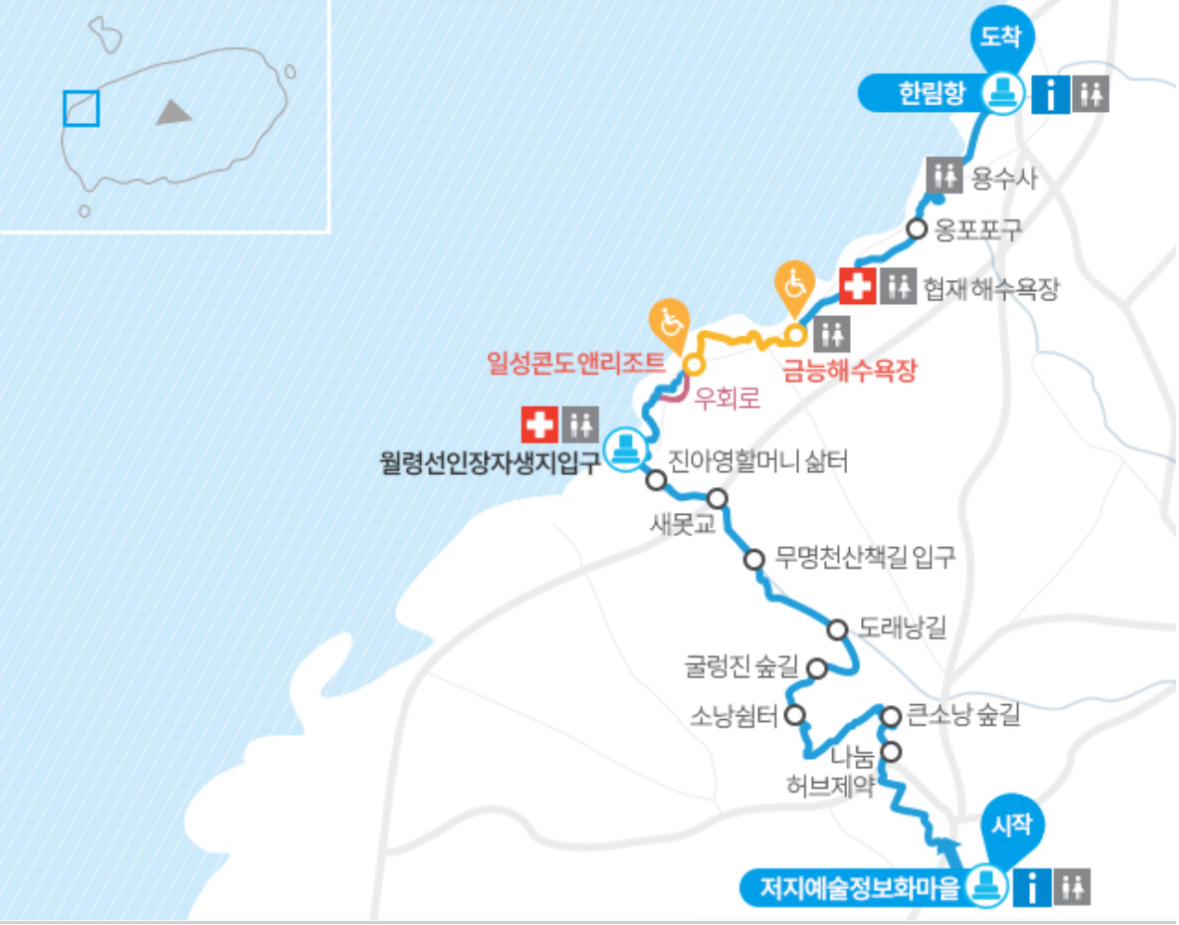 도착
한림항
용수사
옹포포구
협재해수욕장
금능해수욕장
일성콘도앤리조트
우회로
월령선인장자생지입구
진아영할머니 삶터
새못교
무명천산책길 입구
도래낭길
굴렁진 숲길
소낭쉼터
큰소낭 숲길
나눔
허브제약
시작
저지예술정보화마을